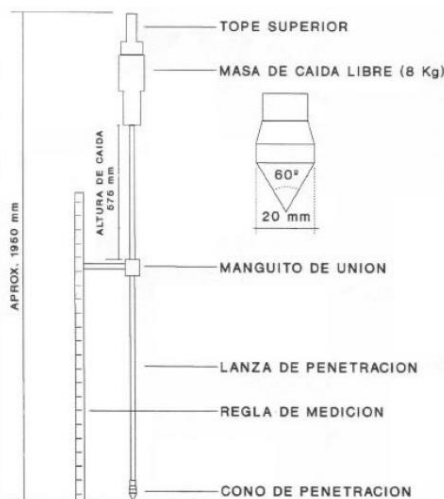 TOPE SUPERIOR
MASA DE CAIDA LIBRE (8 Kg)
ALTURA DE CAIDA
575 mm
60º
20 mm
APROX. 1950 mm
MANGUITO DE UNION
LANZA DE PENETRACION
REGLA DE MEDICION
CONO DE PENETRACION